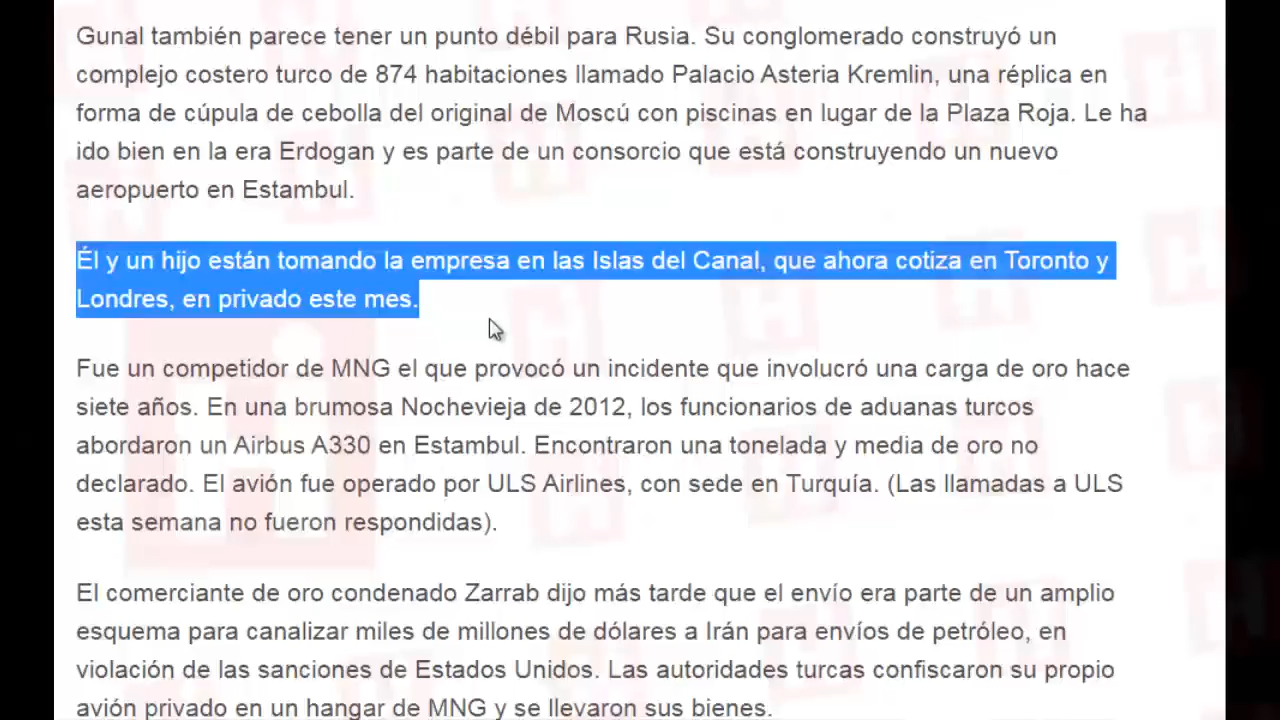 Gunal también parece tener un punto débil para Rusia. Su conglomerado construyó un
complejo costero turco de 874 habitaciones llamado Palacio Asteria Kremlin, una réplica en
forma de cúpula de cebolla del original de Moscú con piscinas en lugar de la Plaza Roja. Le ha
ido bien en la era Erdogan y es parte de un consorcio que está construyendo un nuevo
aeropuerto en Estambul.
Él y un hijo están tomando la empresa en las Islas del Canal, que ahora cotiza en Toronto y
Londres, en privado este mes.
Fue un competidor de MNG el que provocó un incidente que involucró una carga de oro hace
siete años. En una brumosa Nochevieja de 2012, los funcionarios de aduanas turcos
abordaron un Airbus A330 en Estambul. Encontraron una tonelada y media de oro no
declarado. El avión fue operado por ULS Airlines, con sede en Turquía. (Las llamadas a ULS
esta semana no fueron respondidas).
El comerciante de oro condenado Zarrab dijo más tarde que el envío era parte de un amplio
esquema para canalizar miles de millones de dólares a Irán para envíos de petróleo, en
violación de las sanciones de Estados Unidos. Las autoridades turcas confiscaron su propio
avión privado en un hangar de MNG y se llevaron sus bienes.